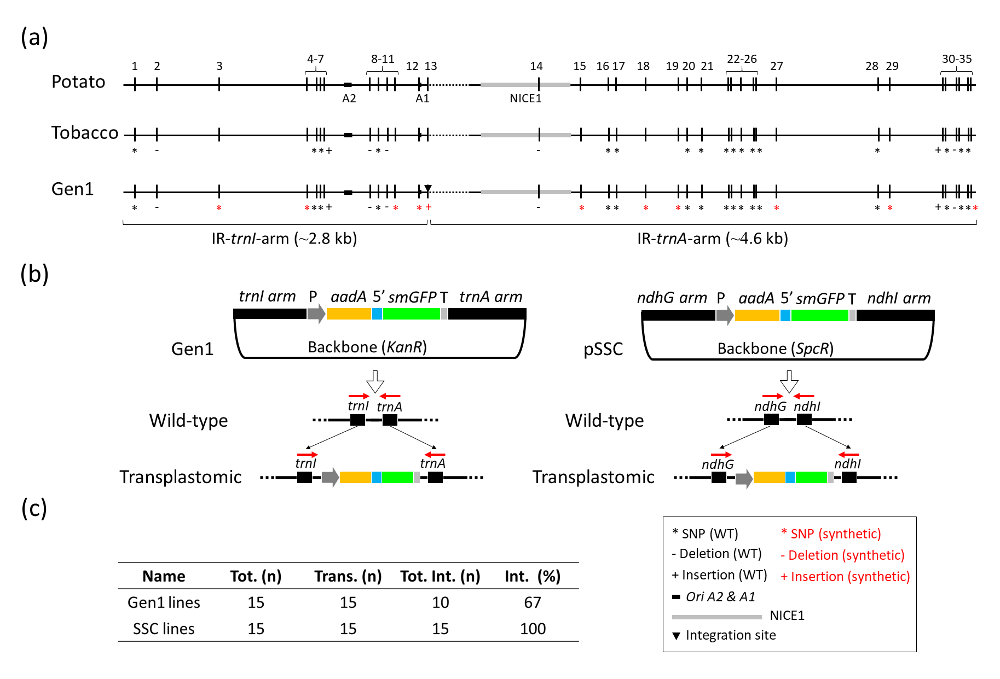 (a)
1 2 3 4-7 8-11 12 13 14 15 16 17 18 19 20 21 22-26 27 28 29 30-35
Potato
A2 A1 NICE1
Tobacco
* - * * + - * - - * * * * * * * * * * + * - * *
Gen1
* - * * * * + - * - * * + - * * * * * * * * * * * * * * * + * - * * *
IR-trnI-arm (~2.8 kb) IR-trnA-arm (~4.6 kb)
(b)
trnI arm P aadA 5’ smGFP T trnA arm
Gen1
Backbone (KanR)
trnI trnA
Wild-type
trnI trnA
Transplastomic
ndhG arm P aadA 5’ smGFP T ndhI arm
pSSC
Backbone (SpcR)
ndhG ndhI
Wild-type
ndhG ndhI
Transplastomic
(c)
Name Tot. (n) Trans. (n) Tot. Int. (n) Int. (%)
Gen1 lines 15 15 10 67
SSC lines 15 15 15 100
* SNP (WT) * SNP (synthetic)
- Deletion (WT) - Deletion (synthetic)
+ Insertion (WT) + Insertion (synthetic)
Ori A2 & A1
NICE1
Integration site